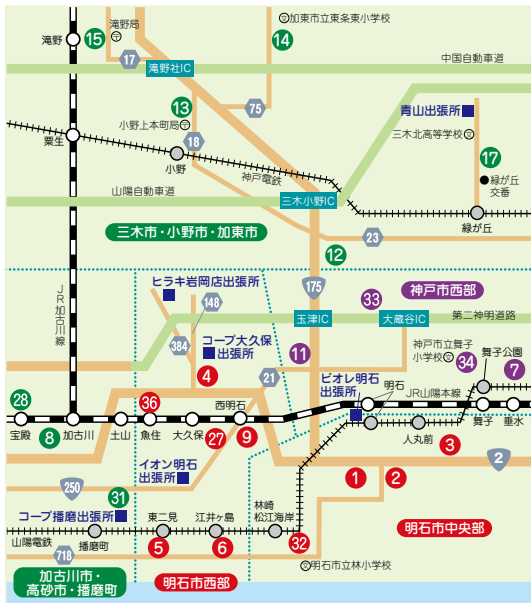 加東市立東条東小学校
滝野局
滝野
15
14
17
中国自動車道
滝野社IC
13
75
青山出張所
小野上本町局
三木北高等学校
粟生
18
17
小野
神戸電鉄
緑が丘
交番
山陽自動車道
三木小野IC
緑が丘
三木市・小野市・加東市
23
12
ヒラキ岩岡店出張所
神戸市西部
JR加古川線
148
175
33
玉津IC
大蔵谷IC
第二神明道路
コープ大久保
出張所
384
11
神戸市立舞子
小学校
34
舞子公園
7
4
21
ピオレ明石
出張所
明石
JR山陽本線
28
36
西明石
宝殿
8
加古川
土山
魚住
大久保
27
9
人丸前
舞子
垂水
3
2
イオン明石
出張所
1
2
250
31
コープ播磨出張所
東二見
江井ヶ島
林崎
松江海岸
山陽電鉄
播磨町
5
6
32
明石市中央部
718
明石市立林小学校
加古川市・
高砂市・播磨町
明石市西部